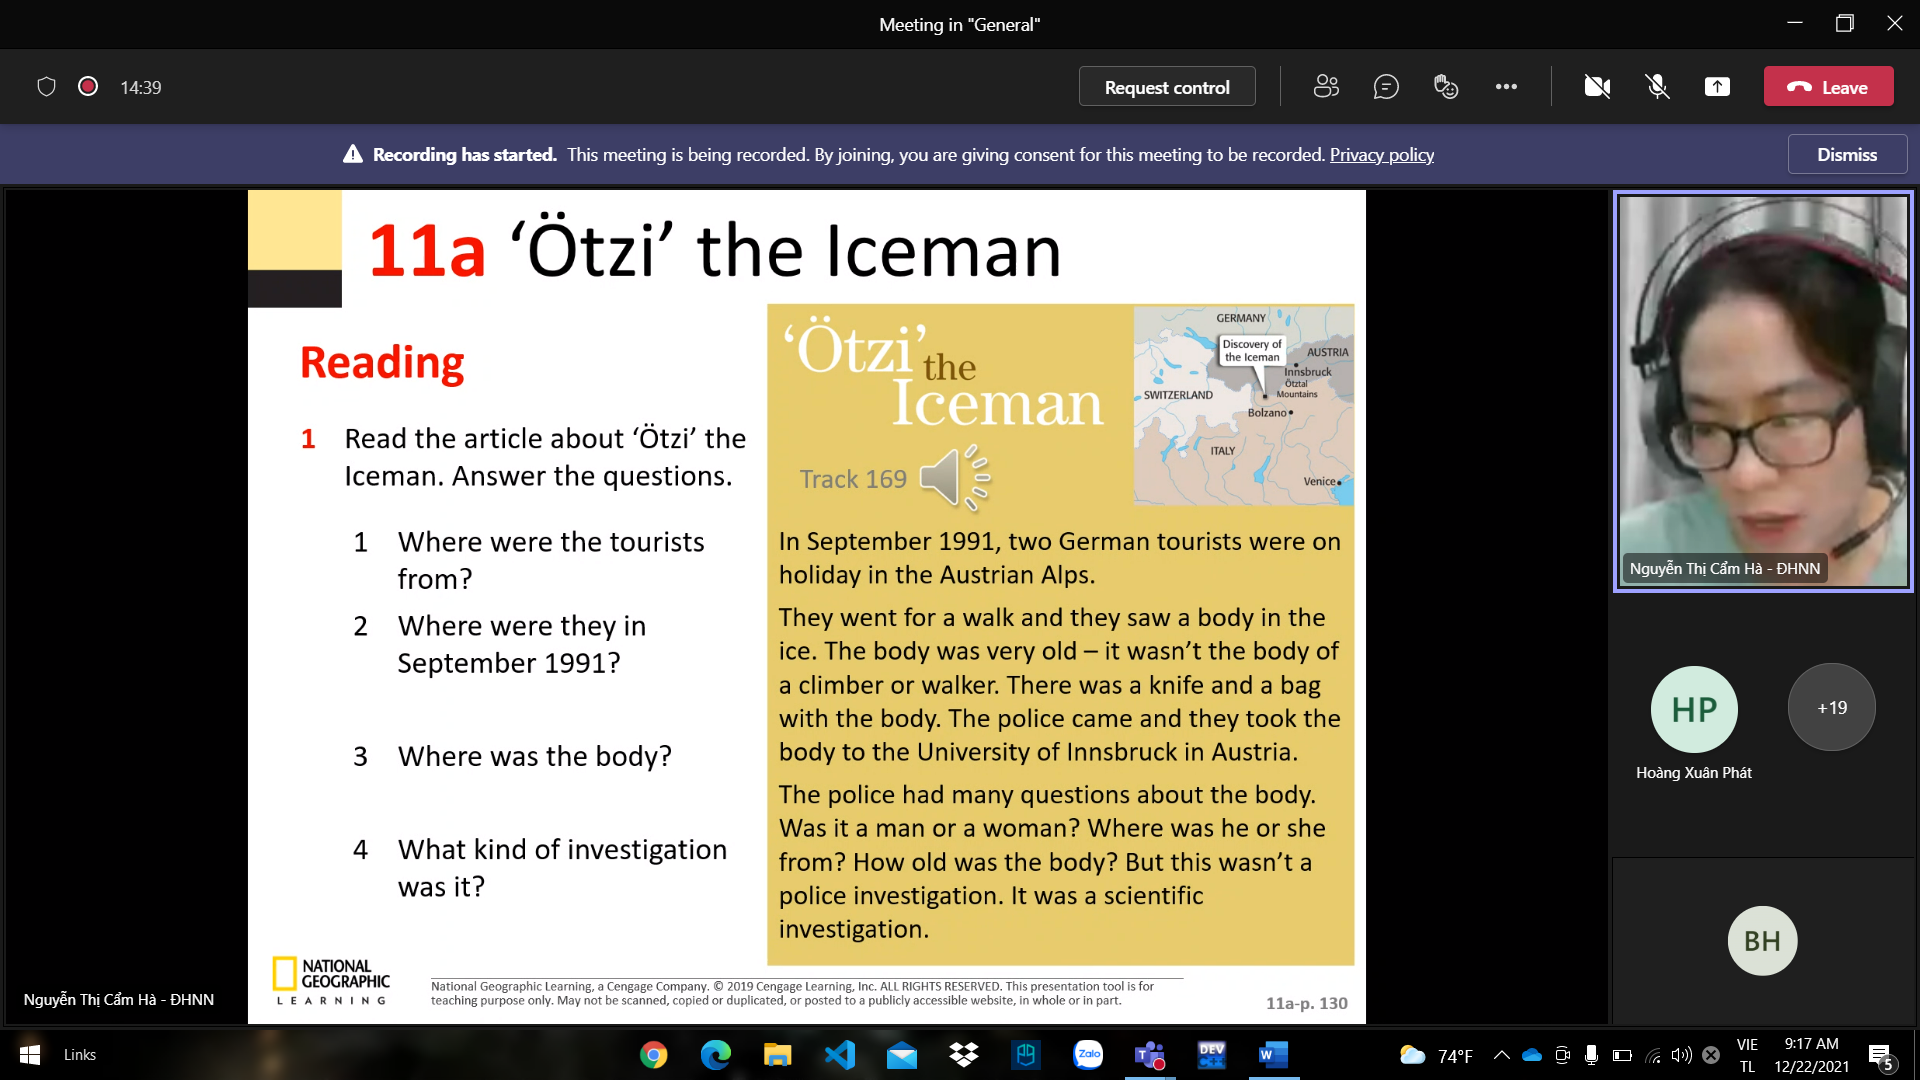 Meeting in "General"
14:39
Request control
Leave
Recording has started. This meeting is being recorded. By joining, you are giving consent for this meeting to be recorded. Privacy policy
Dismiss
11a ‘Ötzi’ the Iceman
Reading
1 Read the article about ‘Ötzi’ the
Iceman. Answer the questions.
1 Where were the tourists
from?
2 Where were they in
September 1991?
3 Where was the body?
4 What kind of investigation
was it?
‘Ötzi’ the
Iceman
Track 169
GERMANY
Discovery of
the Iceman
AUSTRIA
Innsbruck
Ötztal
Mountains
SWITZERLAND
Bolzano
ITALY
Venice
In September 1991, two German tourists were on
holiday in the Austrian Alps.
They went for a walk and they saw a body in the
ice. The body was very old – it wasn’t the body of
a climber or walker. There was a knife and a bag
with the body. The police came and they took the
body to the University of Innsbruck in Austria.
The police had many questions about the body.
Was it a man or a woman? Where was he or she
from? How old was the body? But this wasn’t a
police investigation. It was a scientific
investigation.
NATIONAL
GEOGRAPHIC
LEARNING
National Geographic Learning, a Cengage Company. © 2019 Cengage Learning, Inc. ALL RIGHTS RESERVED. This presentation tool is for
teaching purpose only. May not be scanned, copied or duplicated, or posted to a publicly accessible website, in whole or in part.
11a-p. 130
Nguyễn Thị Cẩm Hà - ĐHNN
Nguyễn Thị Cẩm Hà - ĐHNN
HP
+19
Hoàng Xuân Phát
BH
Links
Zalo
T
DEV
C++
W
74°F
VIE
TL
9:17 AM
12/22/2021
5